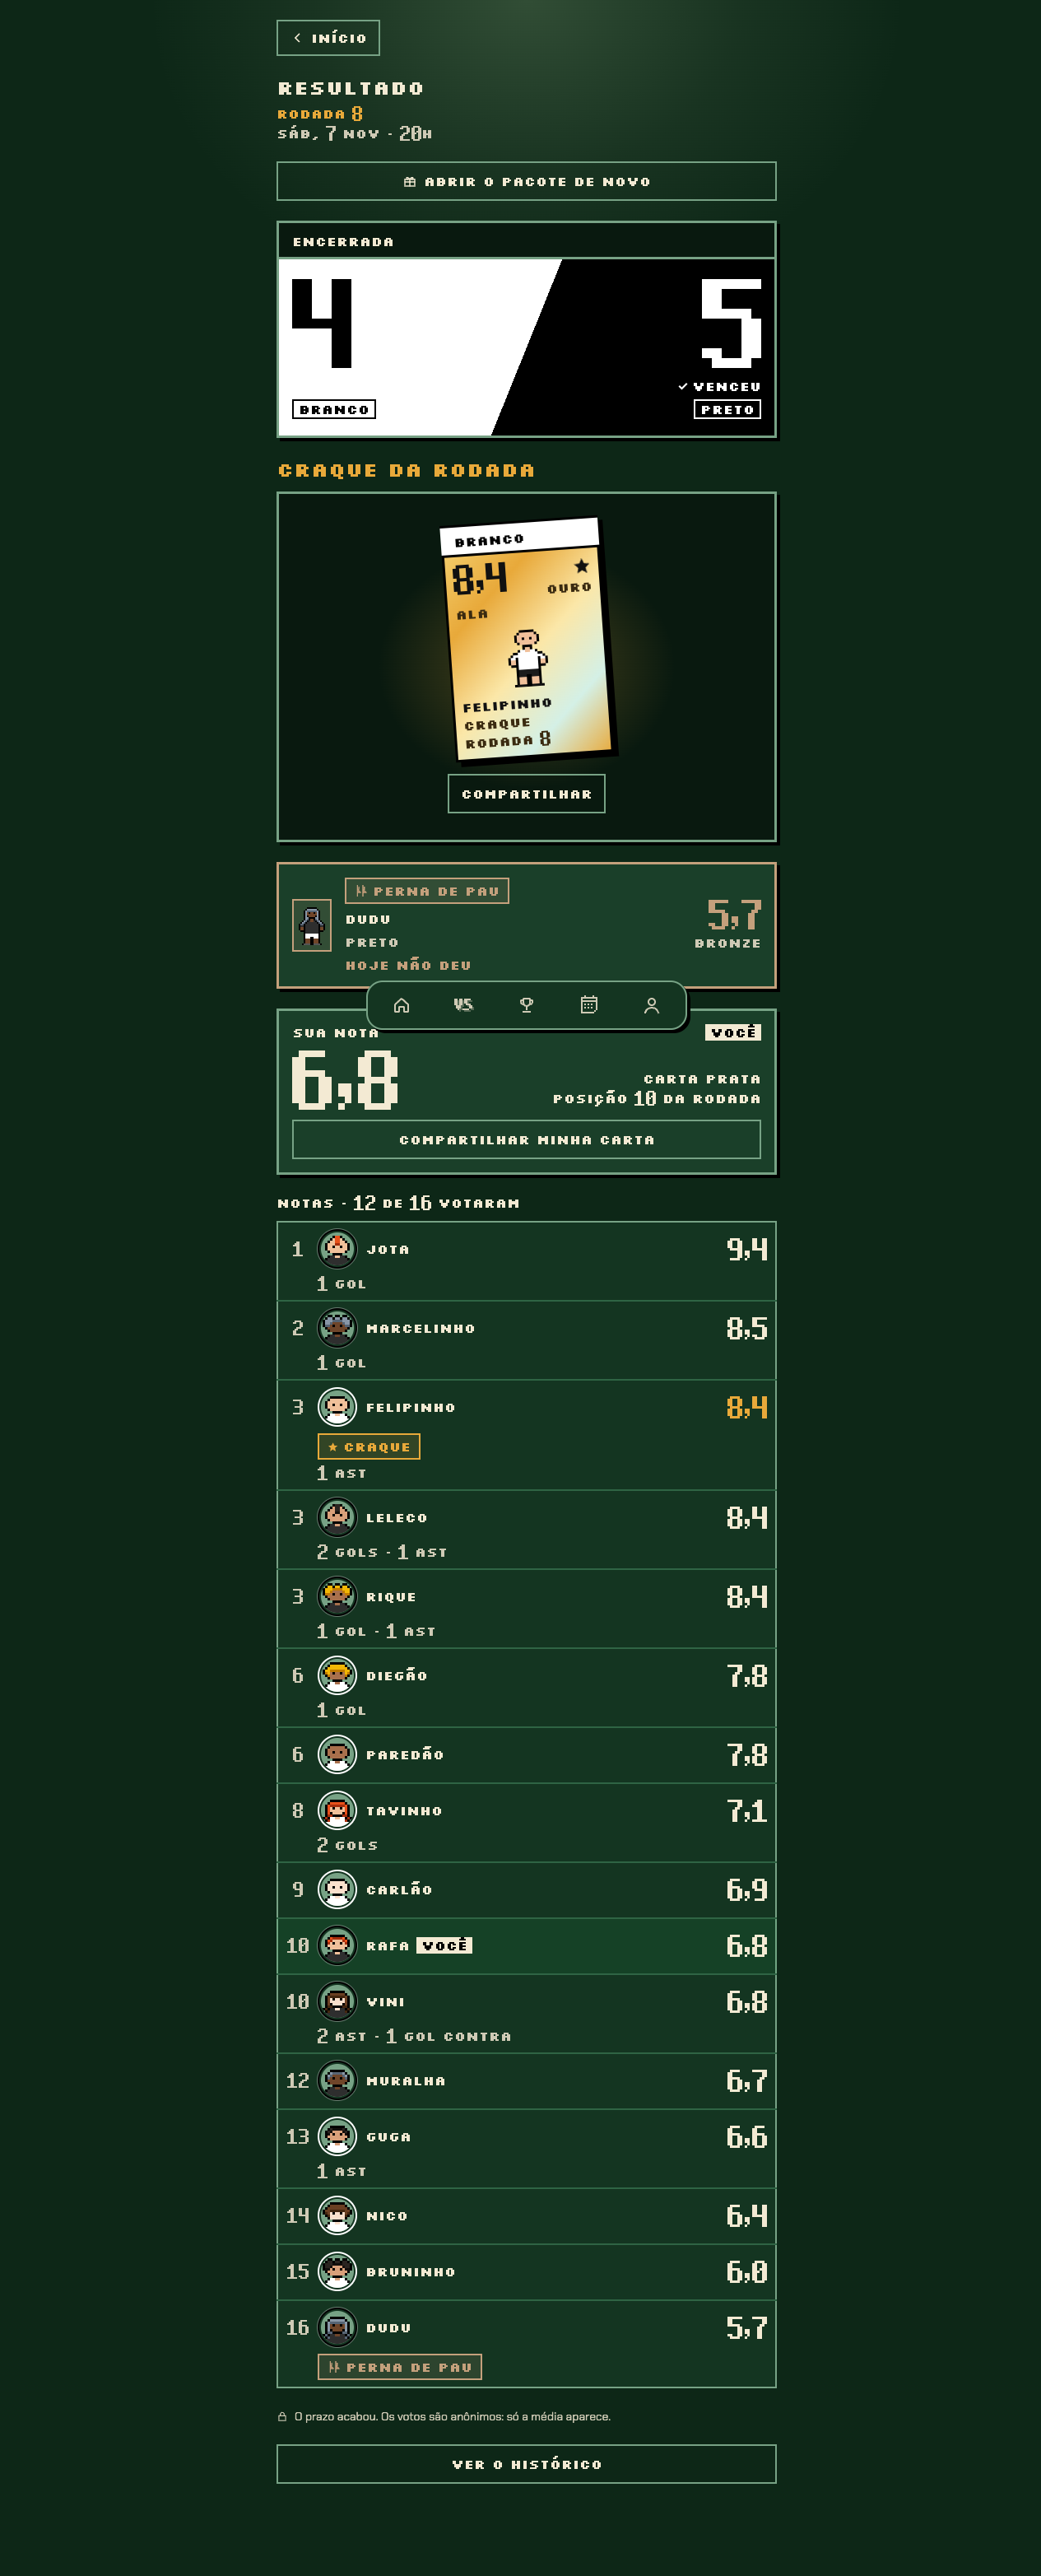 INÍCIO
RESULTADO
RODADA 8
SÁB, 7 NOV · 20H
ABRIR O PACOTE DE NOVO
ENCERRADA
4
5
VENCEU
BRANCO
PRETO
CRAQUE DA RODADA
BRANCO
8,4
OURO
ALA
FELIPINHO
CRAQUE
RODADA 8
COMPARTILHAR
PERNA DE PAU
DUDU
PRETO
HOJE NÃO DEU
5,7
BRONZE
VS
SUA NOTA
VOCÊ
6,8
CARTA PRATA
POSIÇÃO 10 DA RODADA
COMPARTILHAR MINHA CARTA
NOTAS · 12 DE 16 VOTARAM
1 JOTA 9,4
1 GOL
2 MARCELINHO 8,5
1 GOL
3 FELIPINHO 8,4
CRAQUE
1 AST
3 LELECO 8,4
2 GOLS · 1 AST
3 RIQUE 8,4
1 GOL · 1 AST
6 DIEGÃO 7,8
1 GOL
6 PAREDÃO 7,8
8 TAVINHO 7,1
2 GOLS
9 CARLÃO 6,9
10 RAFA VOCÊ 6,8
10 VINI 6,8
2 AST · 1 GOL CONTRA
12 MURALHA 6,7
13 GUGA 6,6
1 AST
14 NICO 6,4
15 BRUNINHO 6,0
16 DUDU 5,7
PERNA DE PAU
O prazo acabou. Os votos são anônimos: só a média aparece.
VER O HISTÓRICO